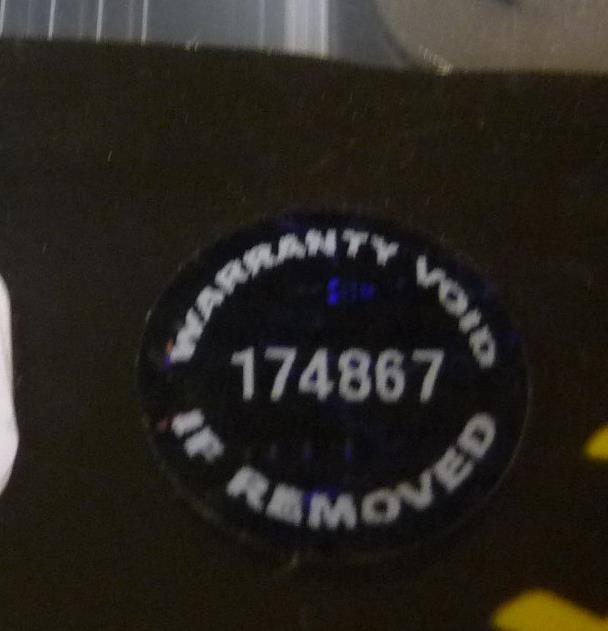 WARRANTY VOID
174867
IF REMOVED